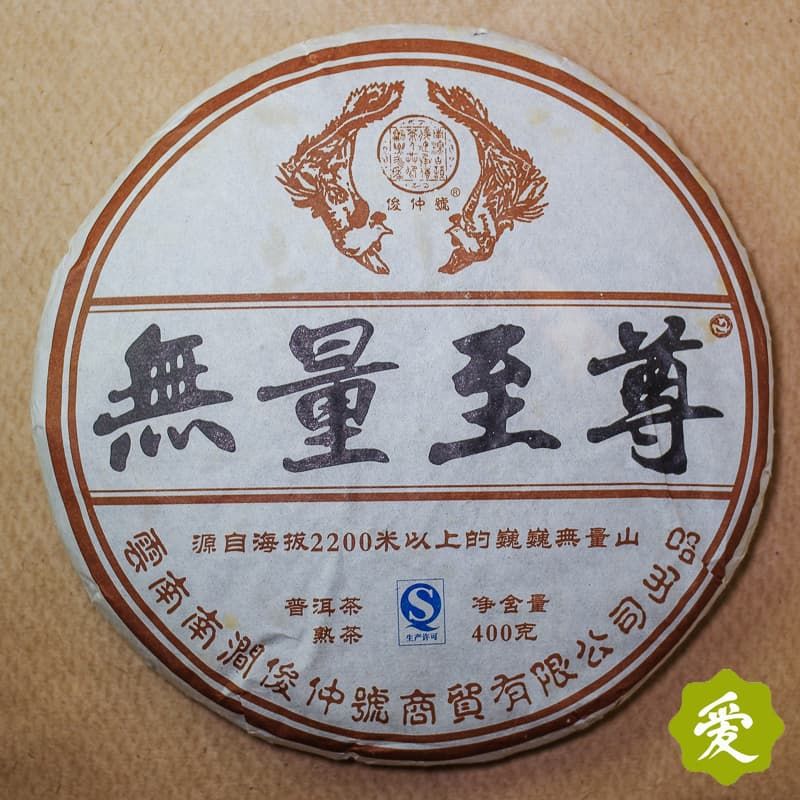 俊仲號®
無量至尊
源自海拔2200米以上的巍巍無量山
普洱茶
熟茶
生产许可
净含量
400克
雲南南澗俊仲號商貿有限公司出品
爱